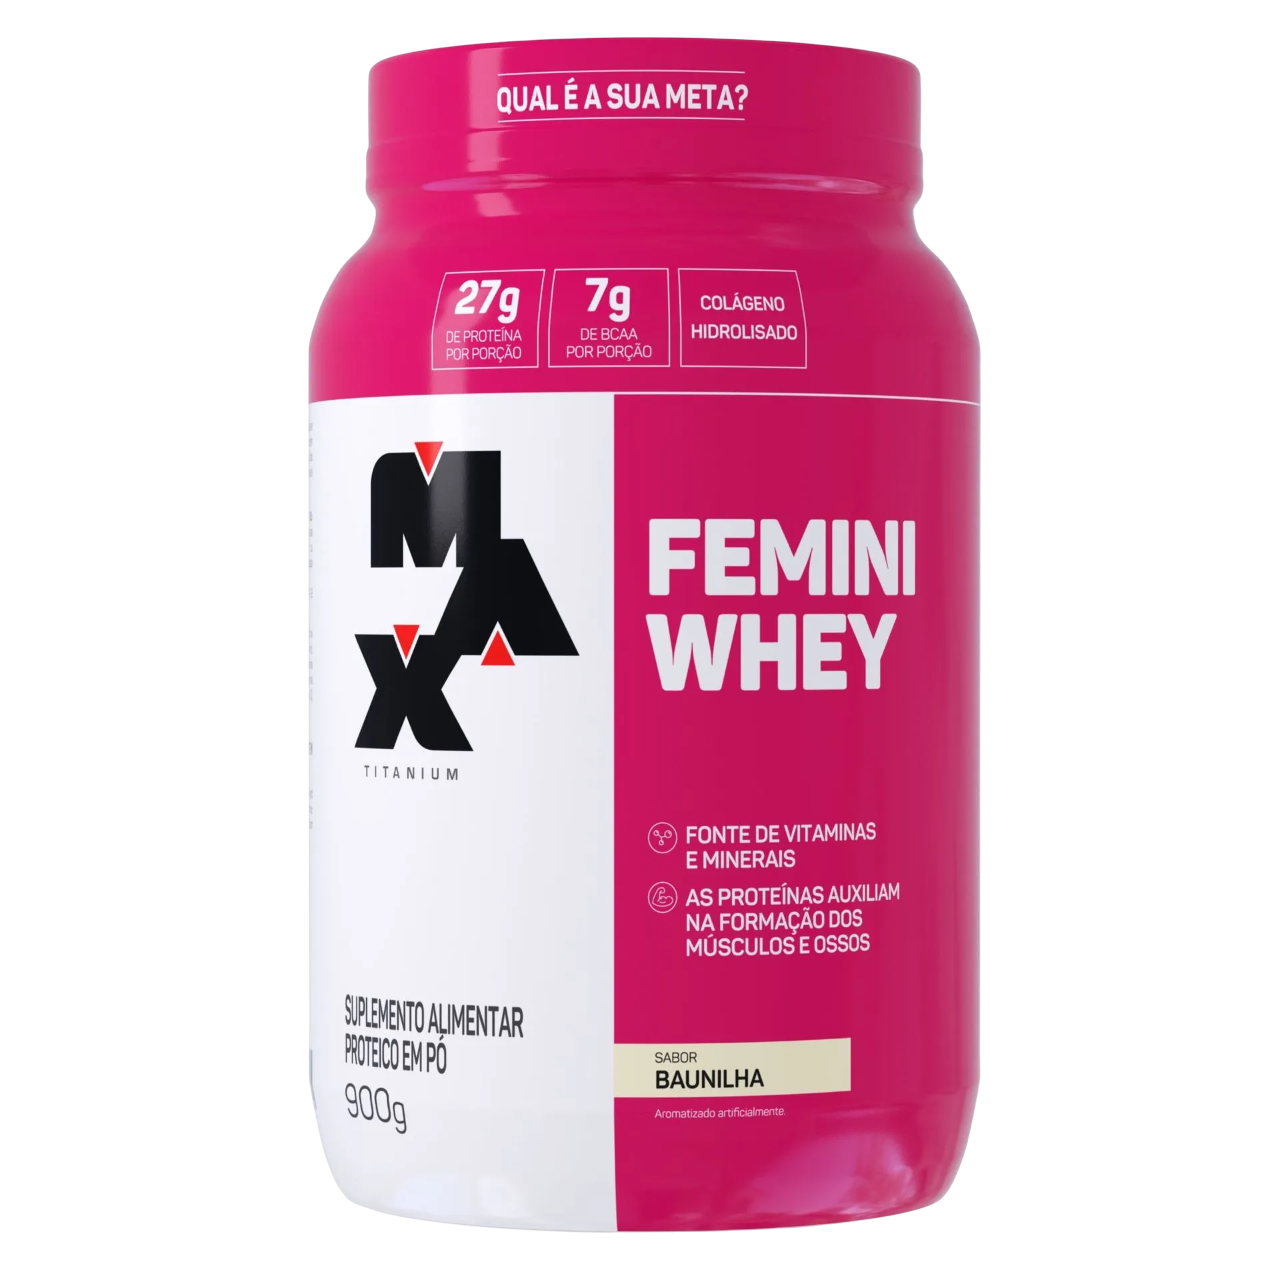 QUAL É A SUA META?
27g
DE PROTEÍNA
POR PORÇÃO
7g
DE BCAA
POR PORÇÃO
COLÁGENO
HIDROLISADO
MAX
TITANIUM
FEMINI
WHEY
FONTE DE VITAMINAS
E MINERAIS
AS PROTEÍNAS AUXILIAM
NA FORMAÇÃO DOS
MÚSCULOS E OSSOS
SUPLEMENTO ALIMENTAR
PROTEICO EM PÓ
900g
SABOR
BAUNILHA
Aromatizado artificialmente.